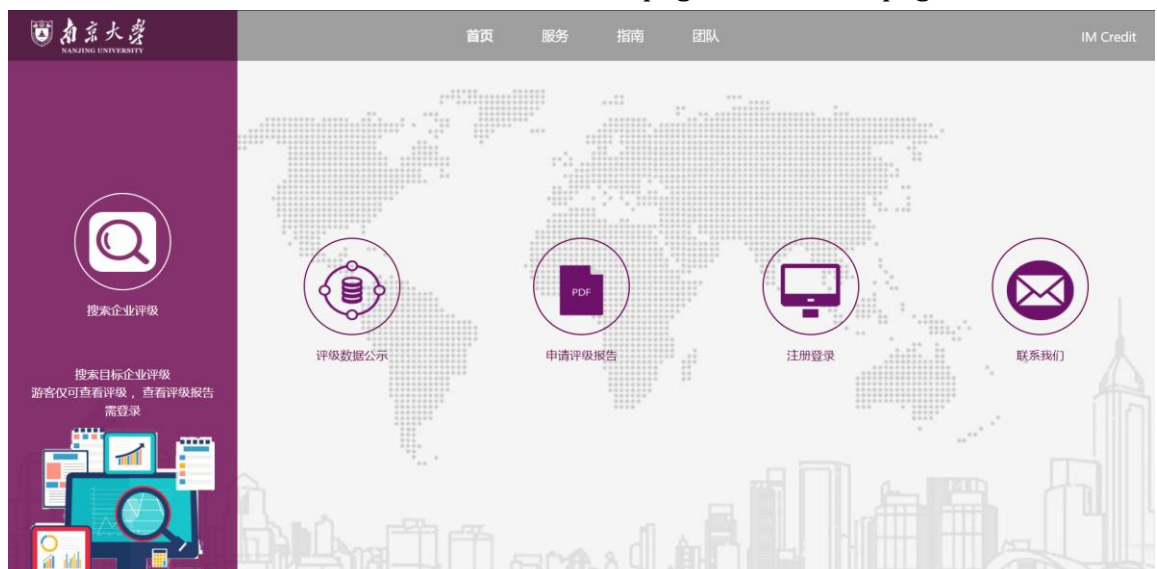 page
page
南京大学
NANJING UNIVERSITY
首页
服务
指南
团队
IM Credit
搜索企业评级
搜索目标企业评级
游客仅可查看评级，查看评级报告
需登录
评级数据公示
PDF
申请评级报告
注册登录
联系我们